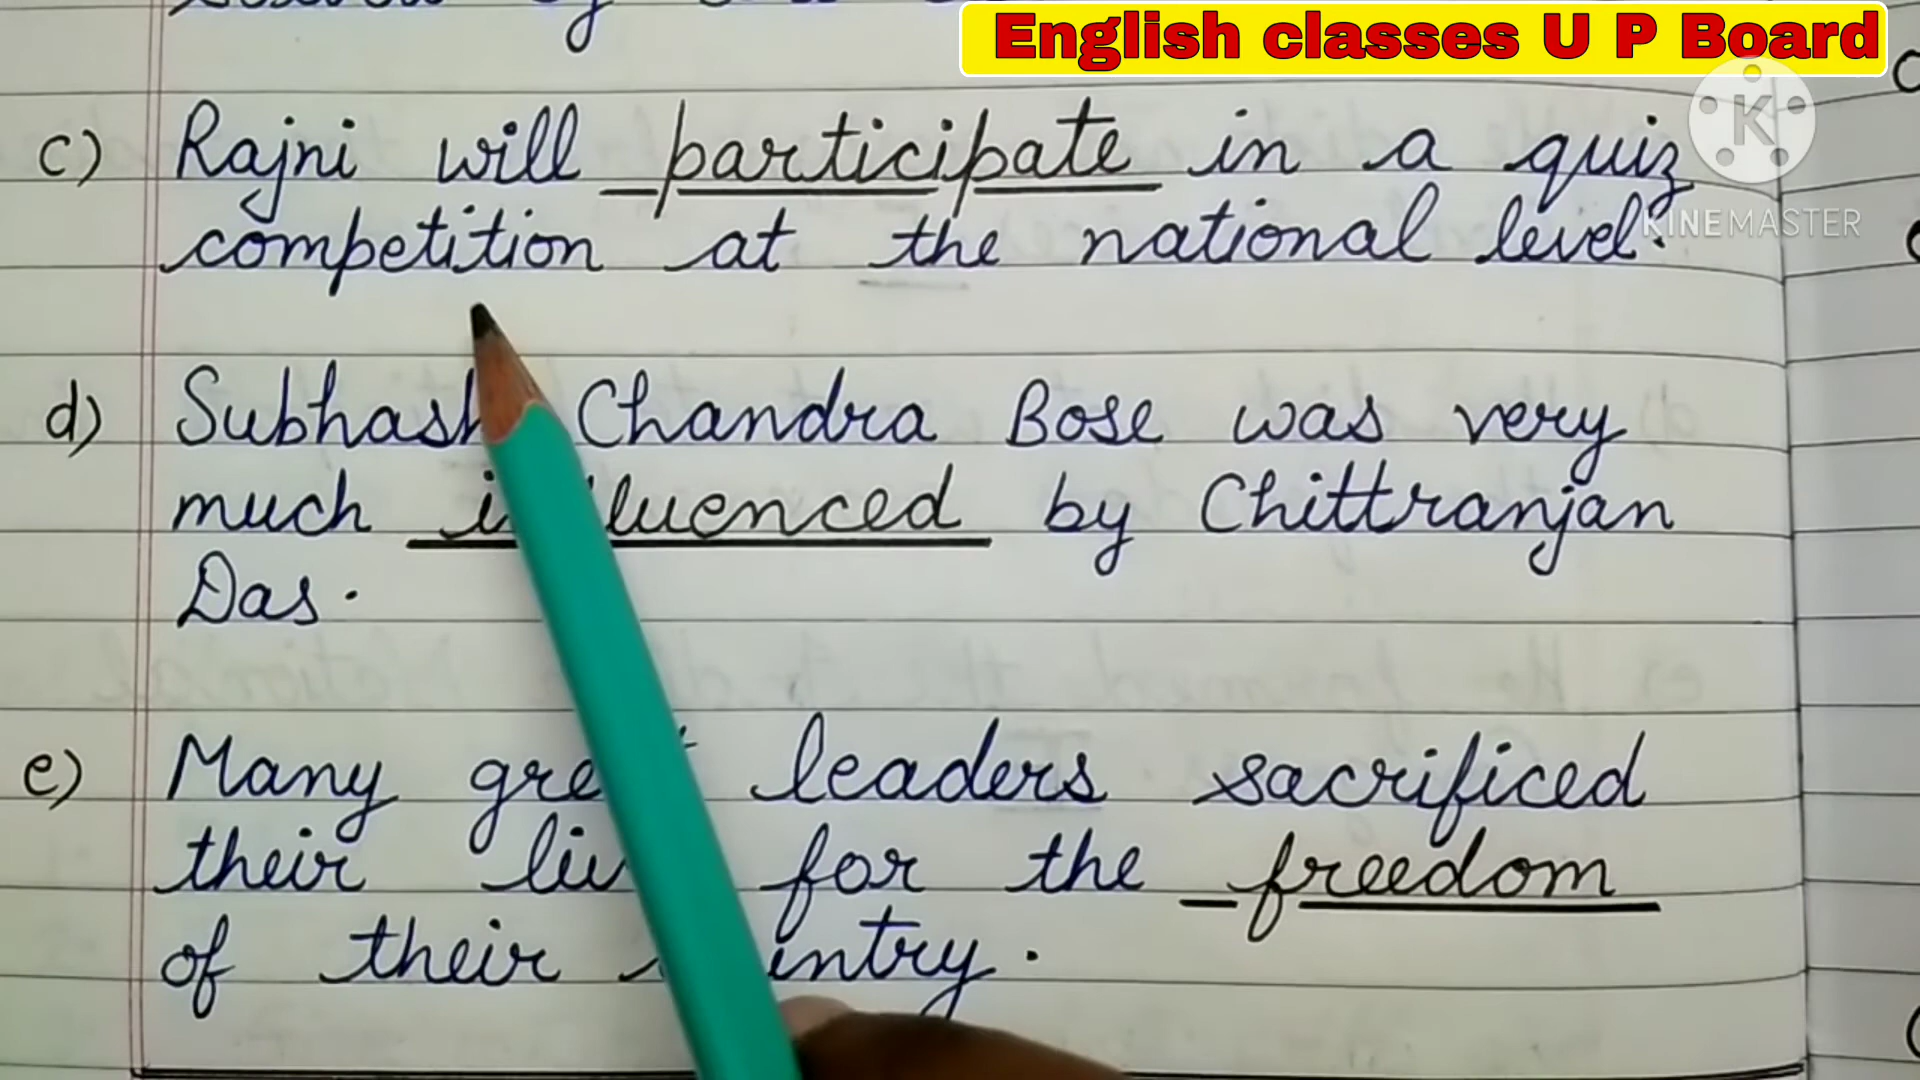 English classes U P Board
c) Rajni will participate in a quiz
competition at the national level.
KINEMASTER
d) Subhash Chandra Bose was very
much influenced by Chittranjan
Das.
e) Many great leaders sacrificed
their for the freedom
of their country.